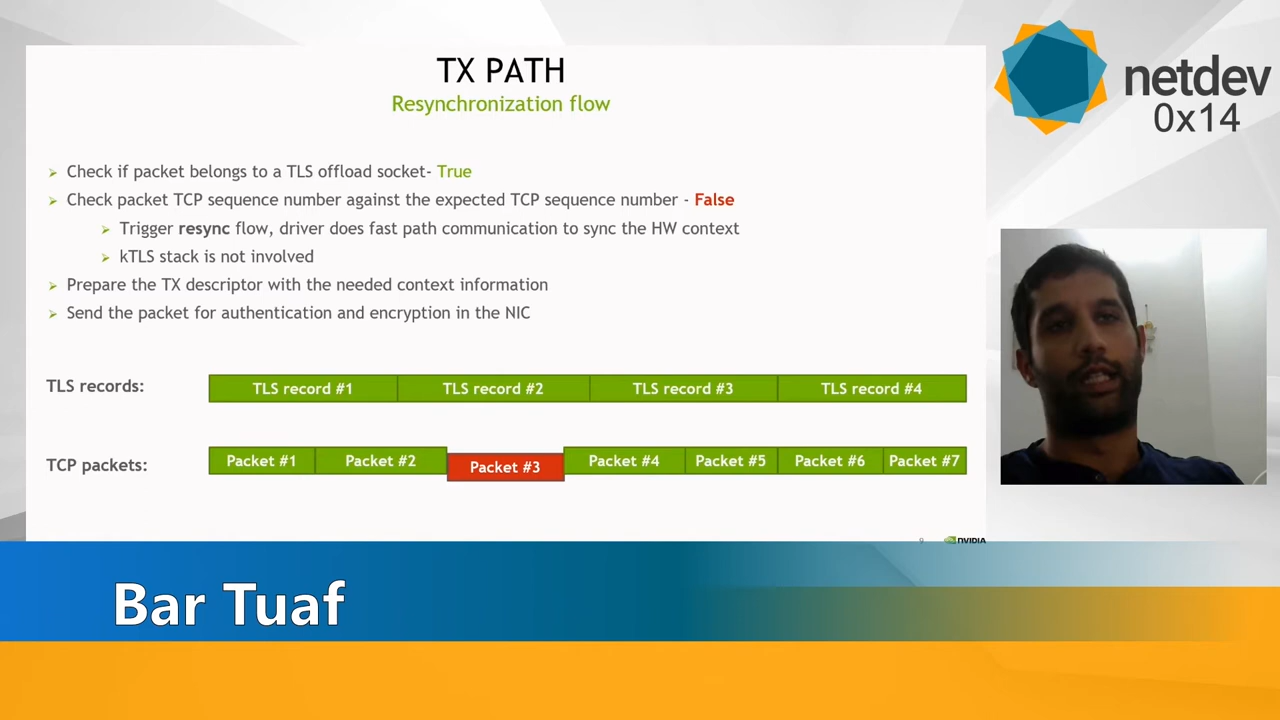 TX PATH
Resynchronization flow
Check if packet belongs to a TLS offload socket- True
Check packet TCP sequence number against the expected TCP sequence number - False
Trigger resync flow, driver does fast path communication to sync the HW context
kTLS stack is not involved
Prepare the TX descriptor with the needed context information
Send the packet for authentication and encryption in the NIC
TLS records:
TLS record #1 TLS record #2 TLS record #3 TLS record #4
TCP packets:
Packet #1 Packet #2 Packet #3 Packet #4 Packet #5 Packet #6 Packet #7
9 NVIDIA
netdev
0x14
Bar Tuaf